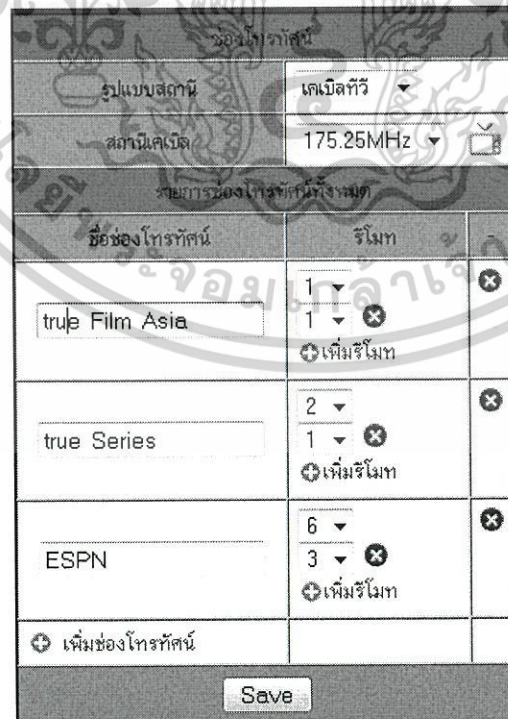 ช่องโทรทัศน์
รูปแบบสถานี เคเบิลทีวี
สถานีเคเบิล 175.25MHz
รายการช่องโทรทัศน์ทั้งหมด
ชื่อช่องโทรทัศน์ รีโมท -
true Film Asia
1
1
เพิ่มรีโมท
true Series
2
1
เพิ่มรีโมท
ESPN
6
3
เพิ่มรีโมท
เพิ่มช่องโทรทัศน์
Save